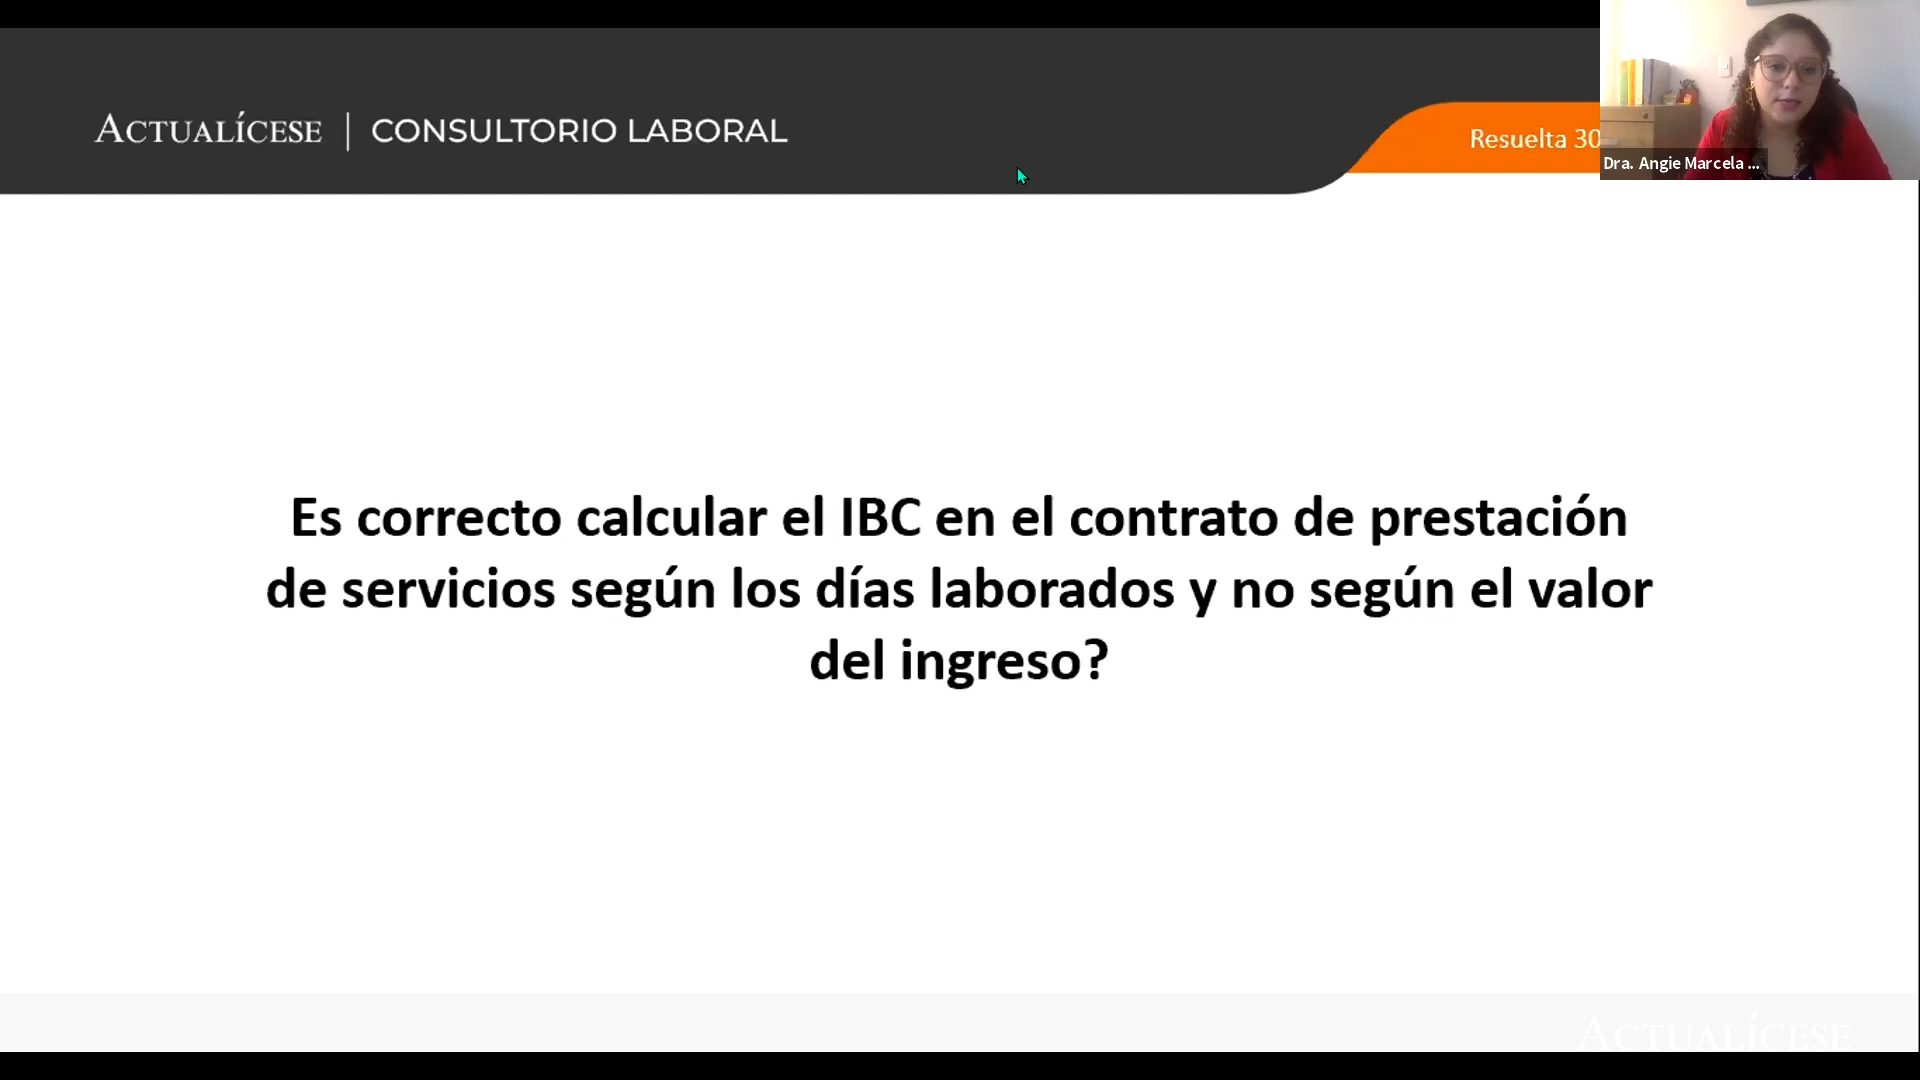 ACTUALÍCESE | CONSULTORIO LABORAL
Resuelta 30
Dra. Angie Marcela ...
Es correcto calcular el IBC en el contrato de prestación
de servicios según los días laborados y no según el valor
del ingreso?
ACTUALÍCESE